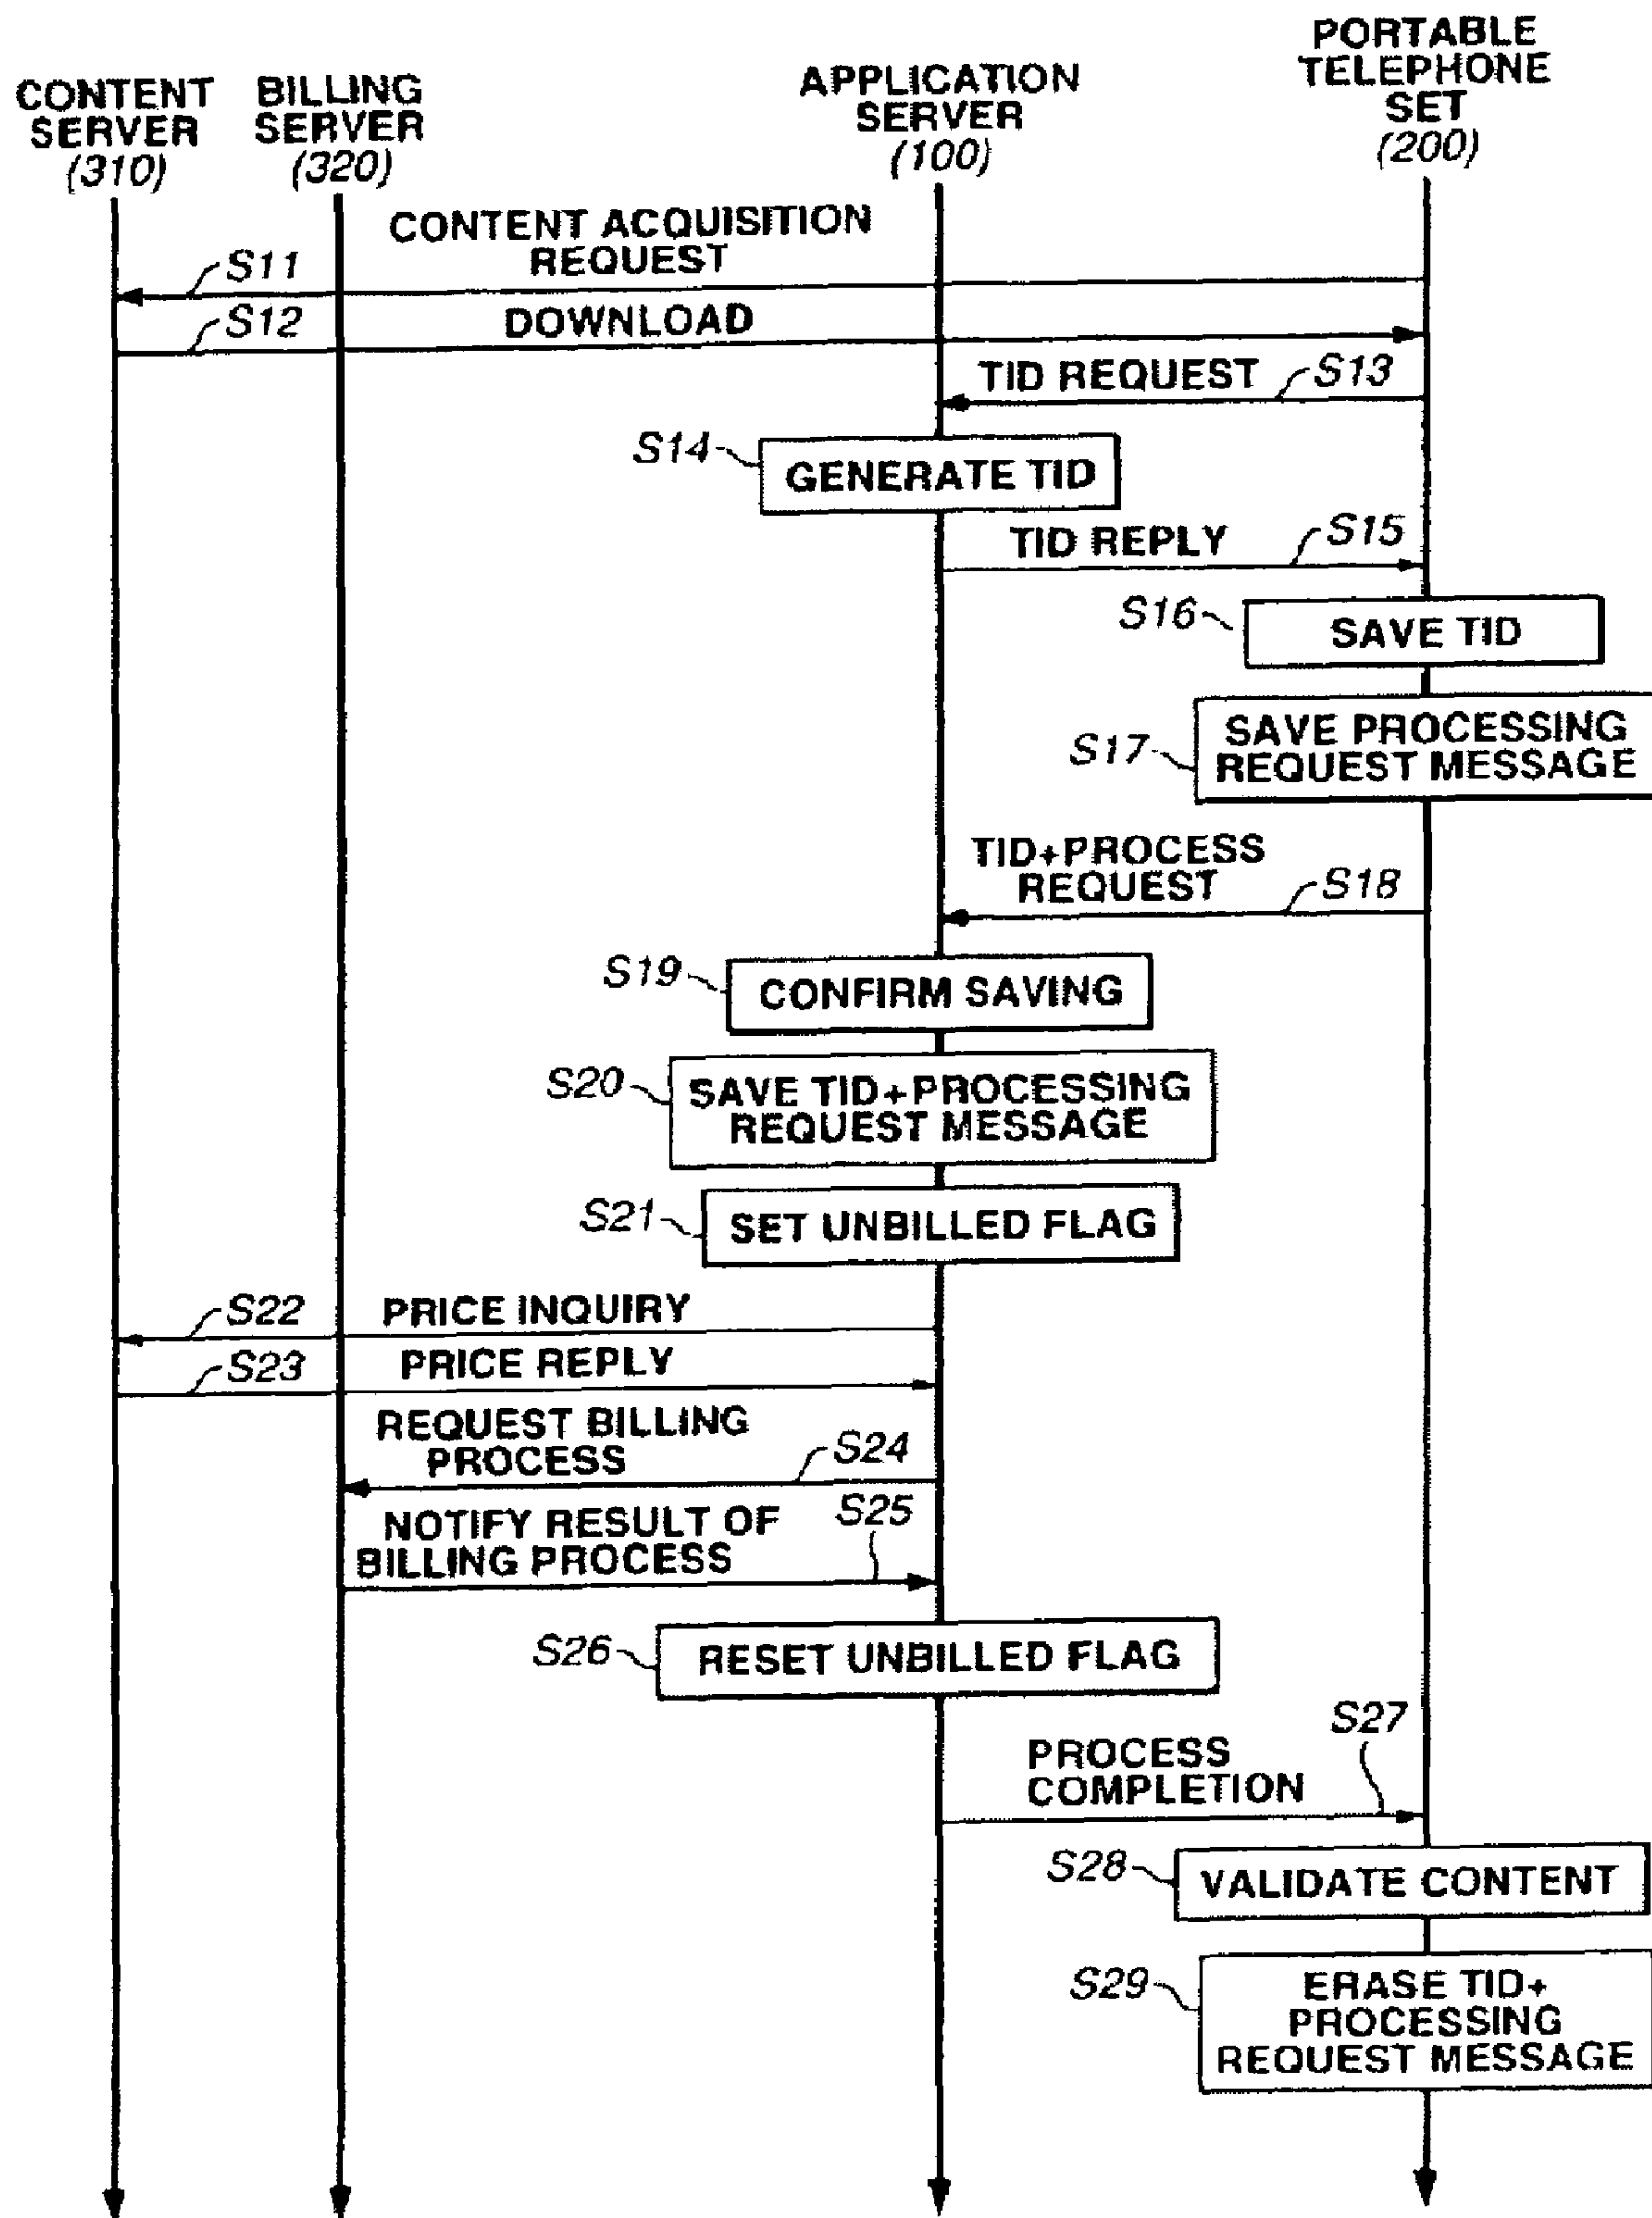 CONTENT
SERVER
(310)
BILLING
SERVER
(320)
APPLICATION
SERVER
(100)
PORTABLE
TELEPHONE
SET
(200)
CONTENT ACQUISITION
REQUEST
S11
S12
DOWNLOAD
TID REQUEST
S13
S14
GENERATE TID
TID REPLY
S15
S16
SAVE TID
S17
SAVE PROCESSING
REQUEST MESSAGE
TID+PROCESS
REQUEST
S18
S19
CONFIRM SAVING
S20
SAVE TID+PROCESSING
REQUEST MESSAGE
S21
SET UNBILLED FLAG
S22
PRICE INQUIRY
S23
PRICE REPLY
REQUEST BILLING
PROCESS
S24
NOTIFY RESULT OF
BILLING PROCESS
S25
S26
RESET UNBILLED FLAG
S27
PROCESS
COMPLETION
S28
VALIDATE CONTENT
S29
ERASE TID+
PROCESSING
REQUEST MESSAGE